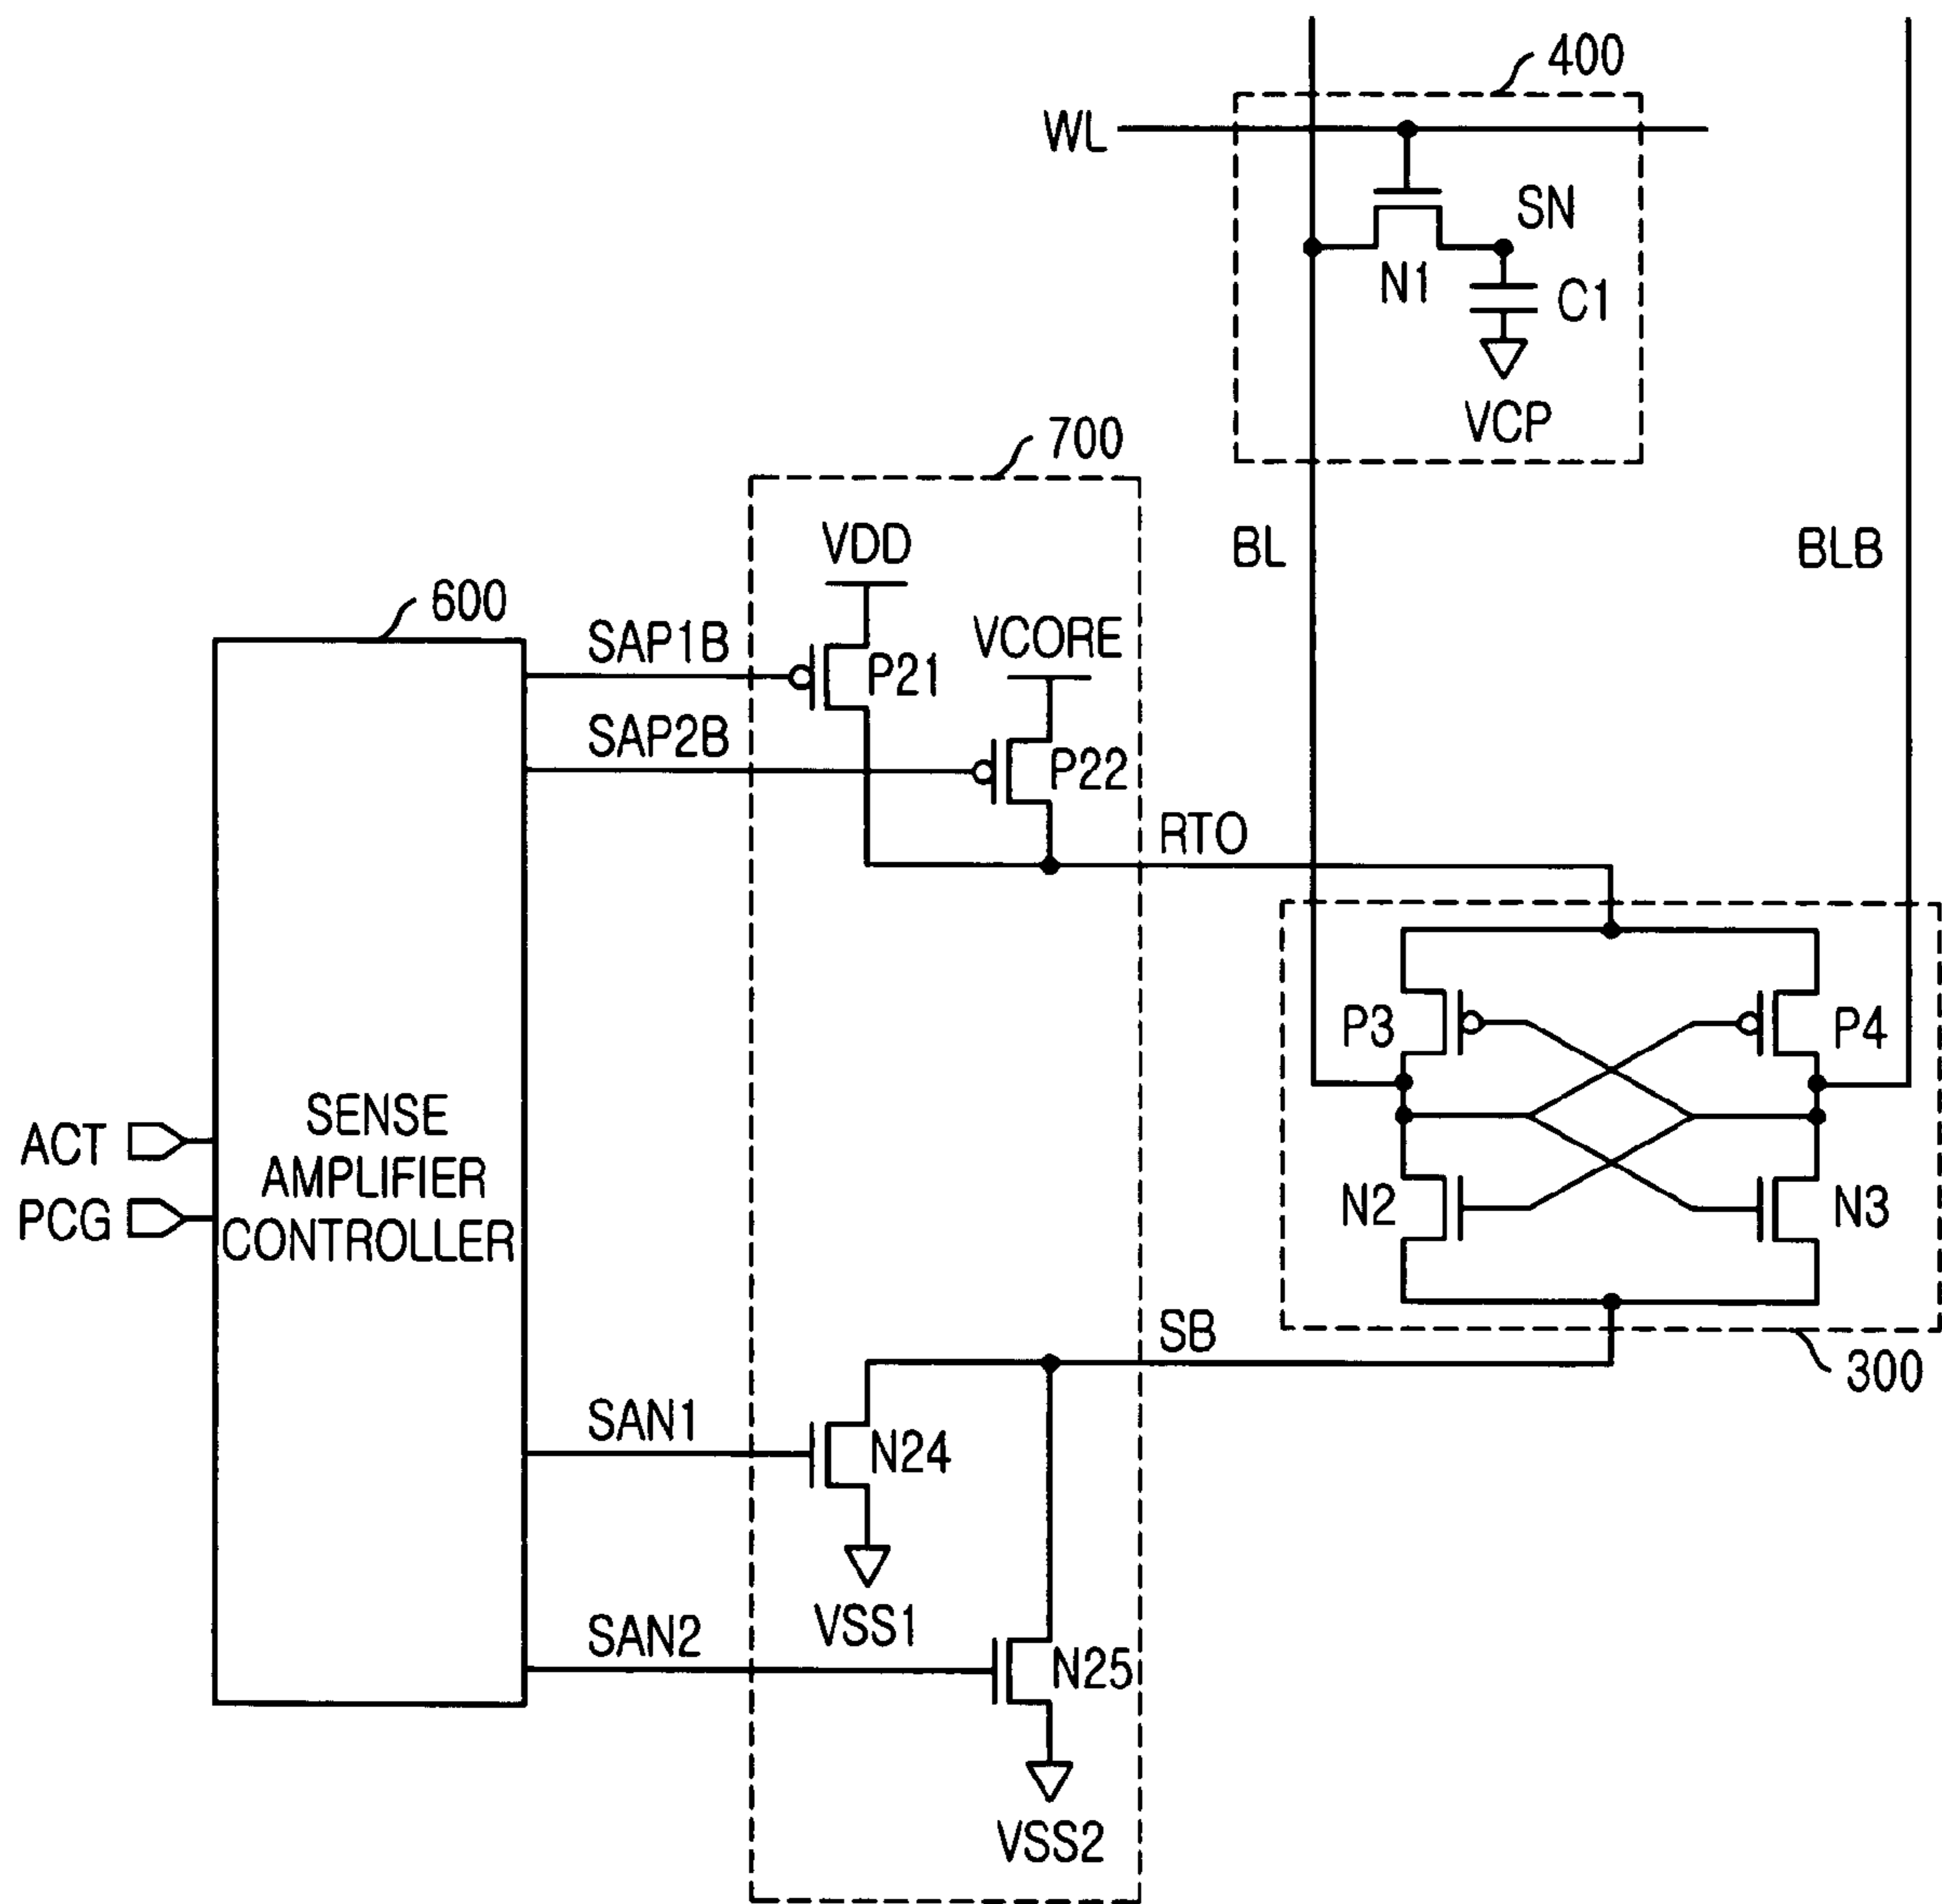 400
WL
SN
N1
C1
VCP
700
VDD
BL
BLB
600
SAP1B
VCORE
P21
SAP2B
P22
RTO
P3
P4
SENSE
AMPLIFIER
CONTROLLER
ACT
PCG
N2
N3
SB
300
SAN1
N24
VSS1
SAN2
N25
VSS2